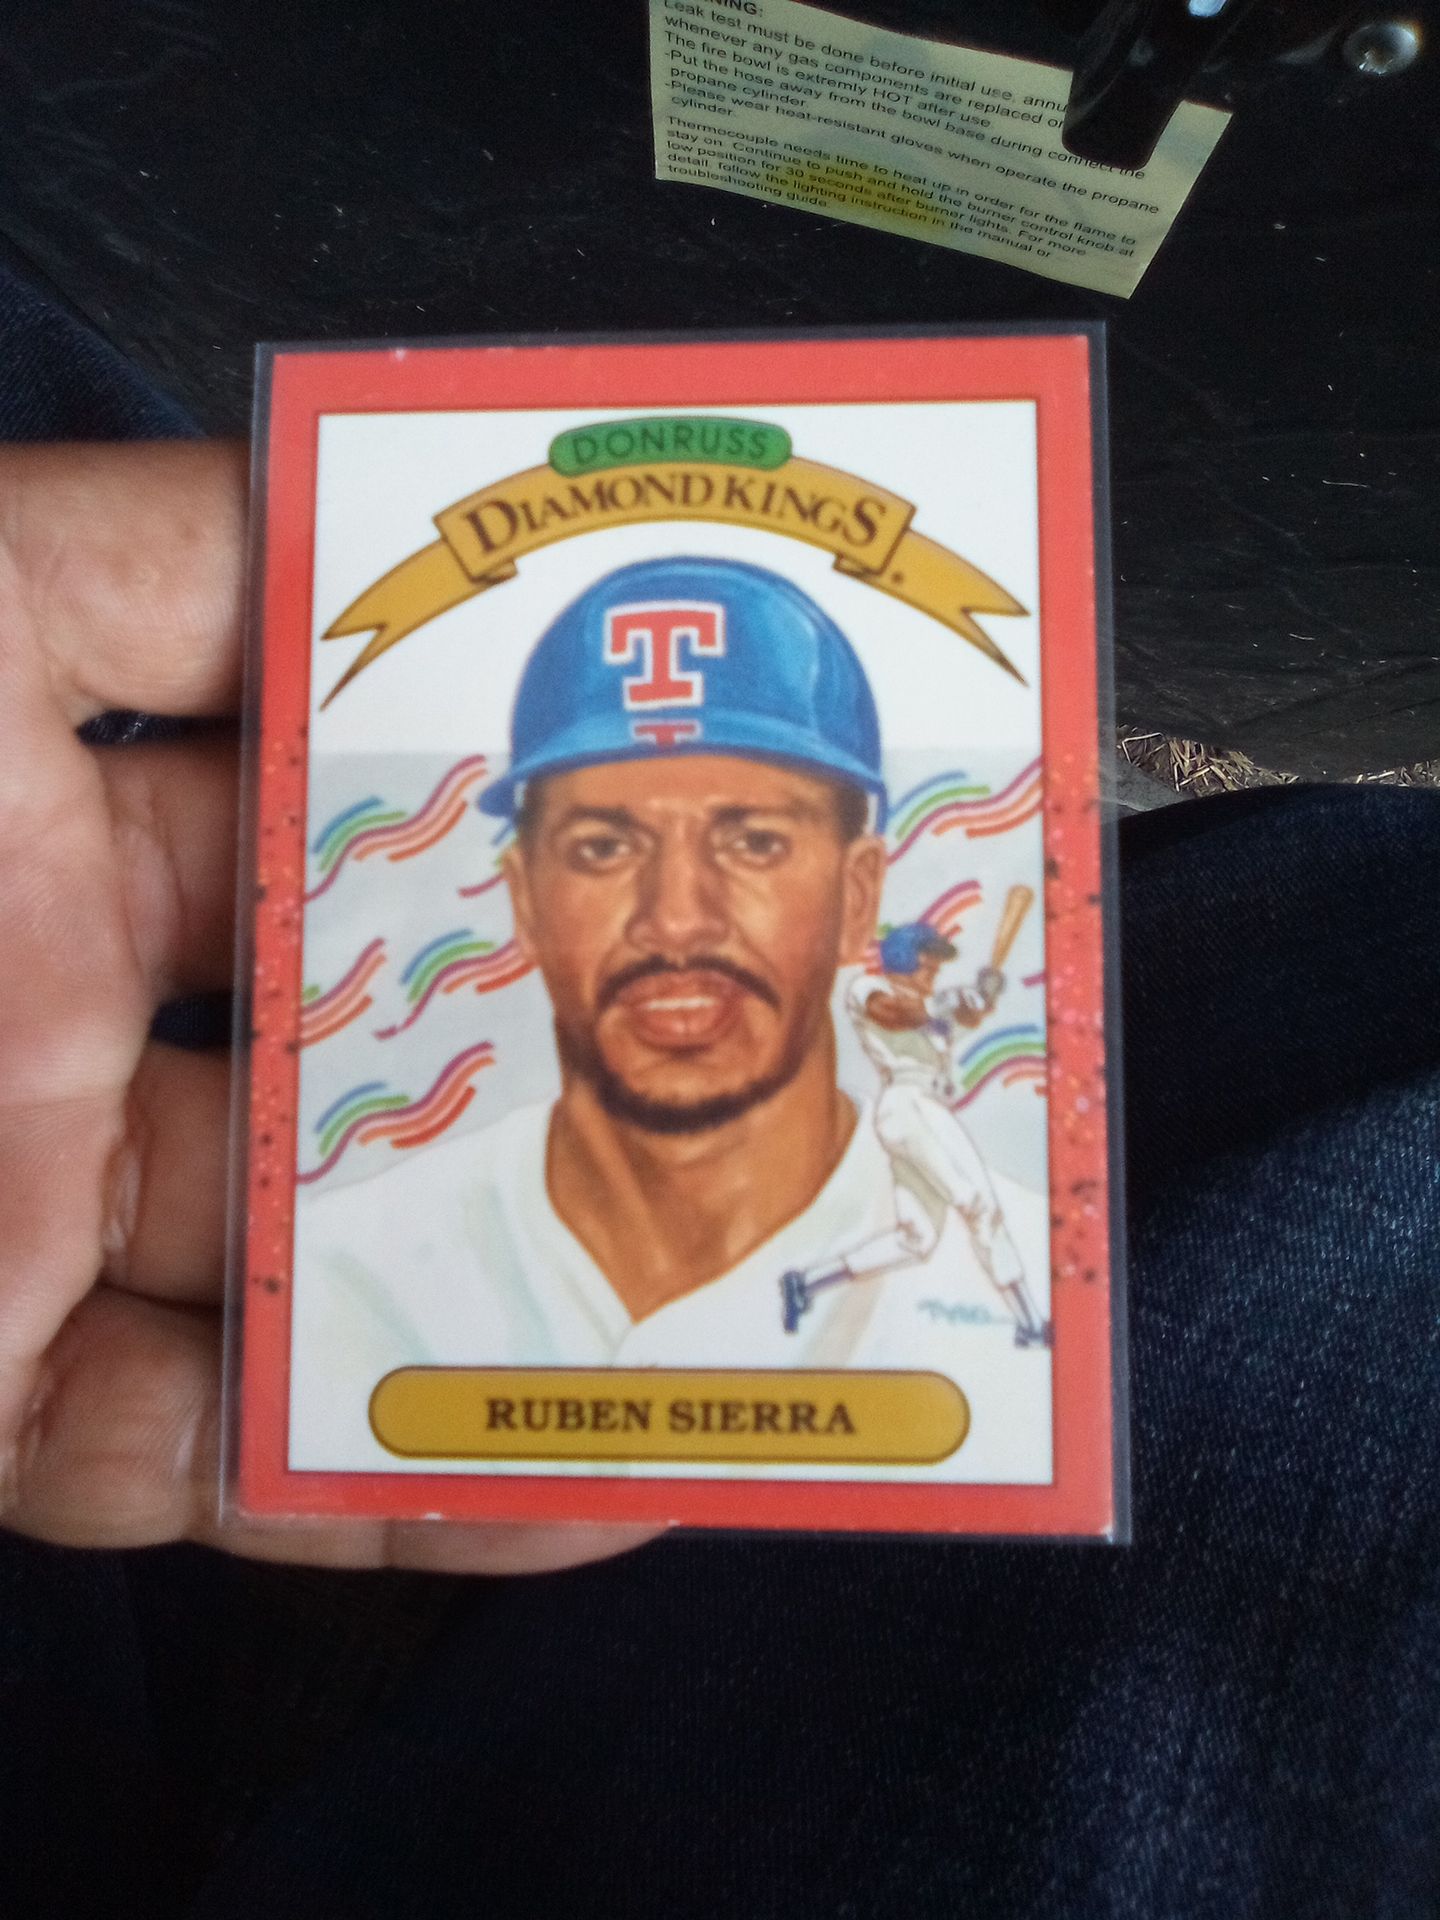 NING:
Leak test must be done before initial use, annu
whenever any gas components are replaced or
The fire bowl is extremely HOT after use
-Put the hose away from the bowl base during connect the
propane cylinder.
-Please wear heat-resistant gloves when operate the propane
cylinder.
Thermocouple needs time to heat up in order for the flame to
stay on. Continue to push and hold the burner control knob at
low position for 30 seconds after burner lights. For more
detail, follow the lighting instruction in the manual or
troubleshooting guide.
DONRUSS
DIAMOND KINGS
T
RUBEN SIERRA